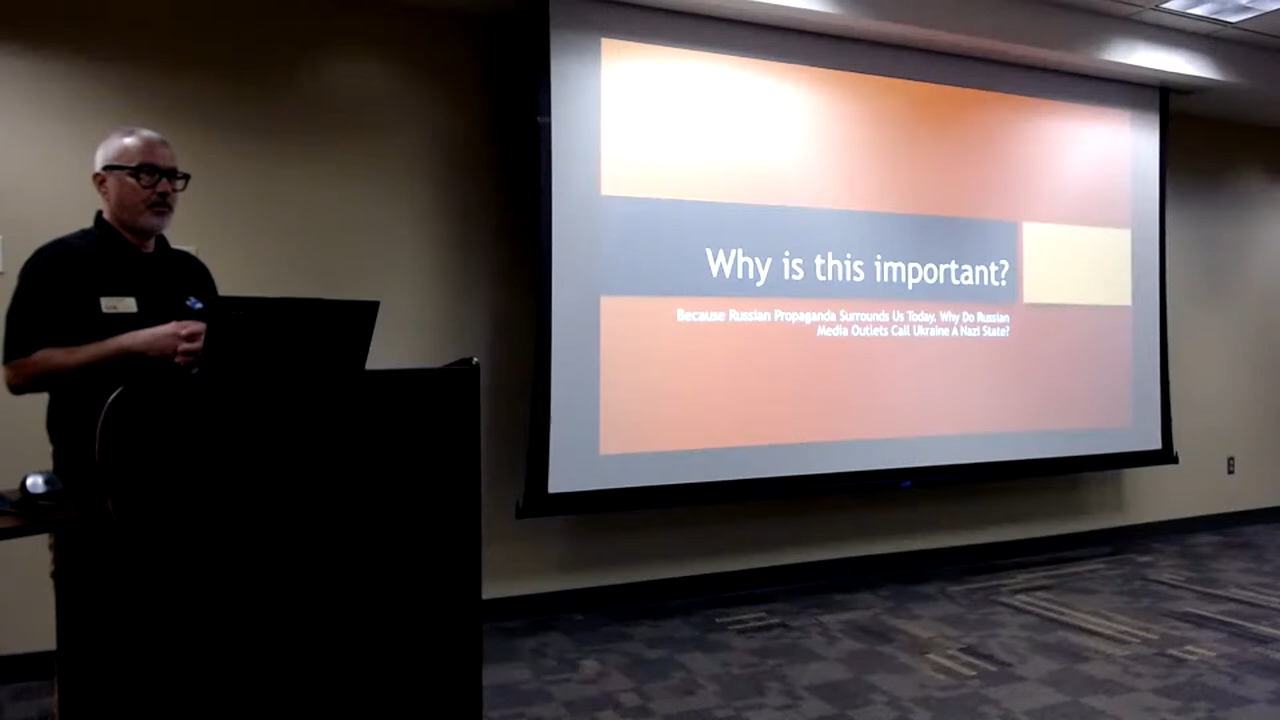 Why is this important?
Because Russian Propaganda Surrounds Us Today. Why Do Russian
Media Outlets Call Ukraine A Nazi State?